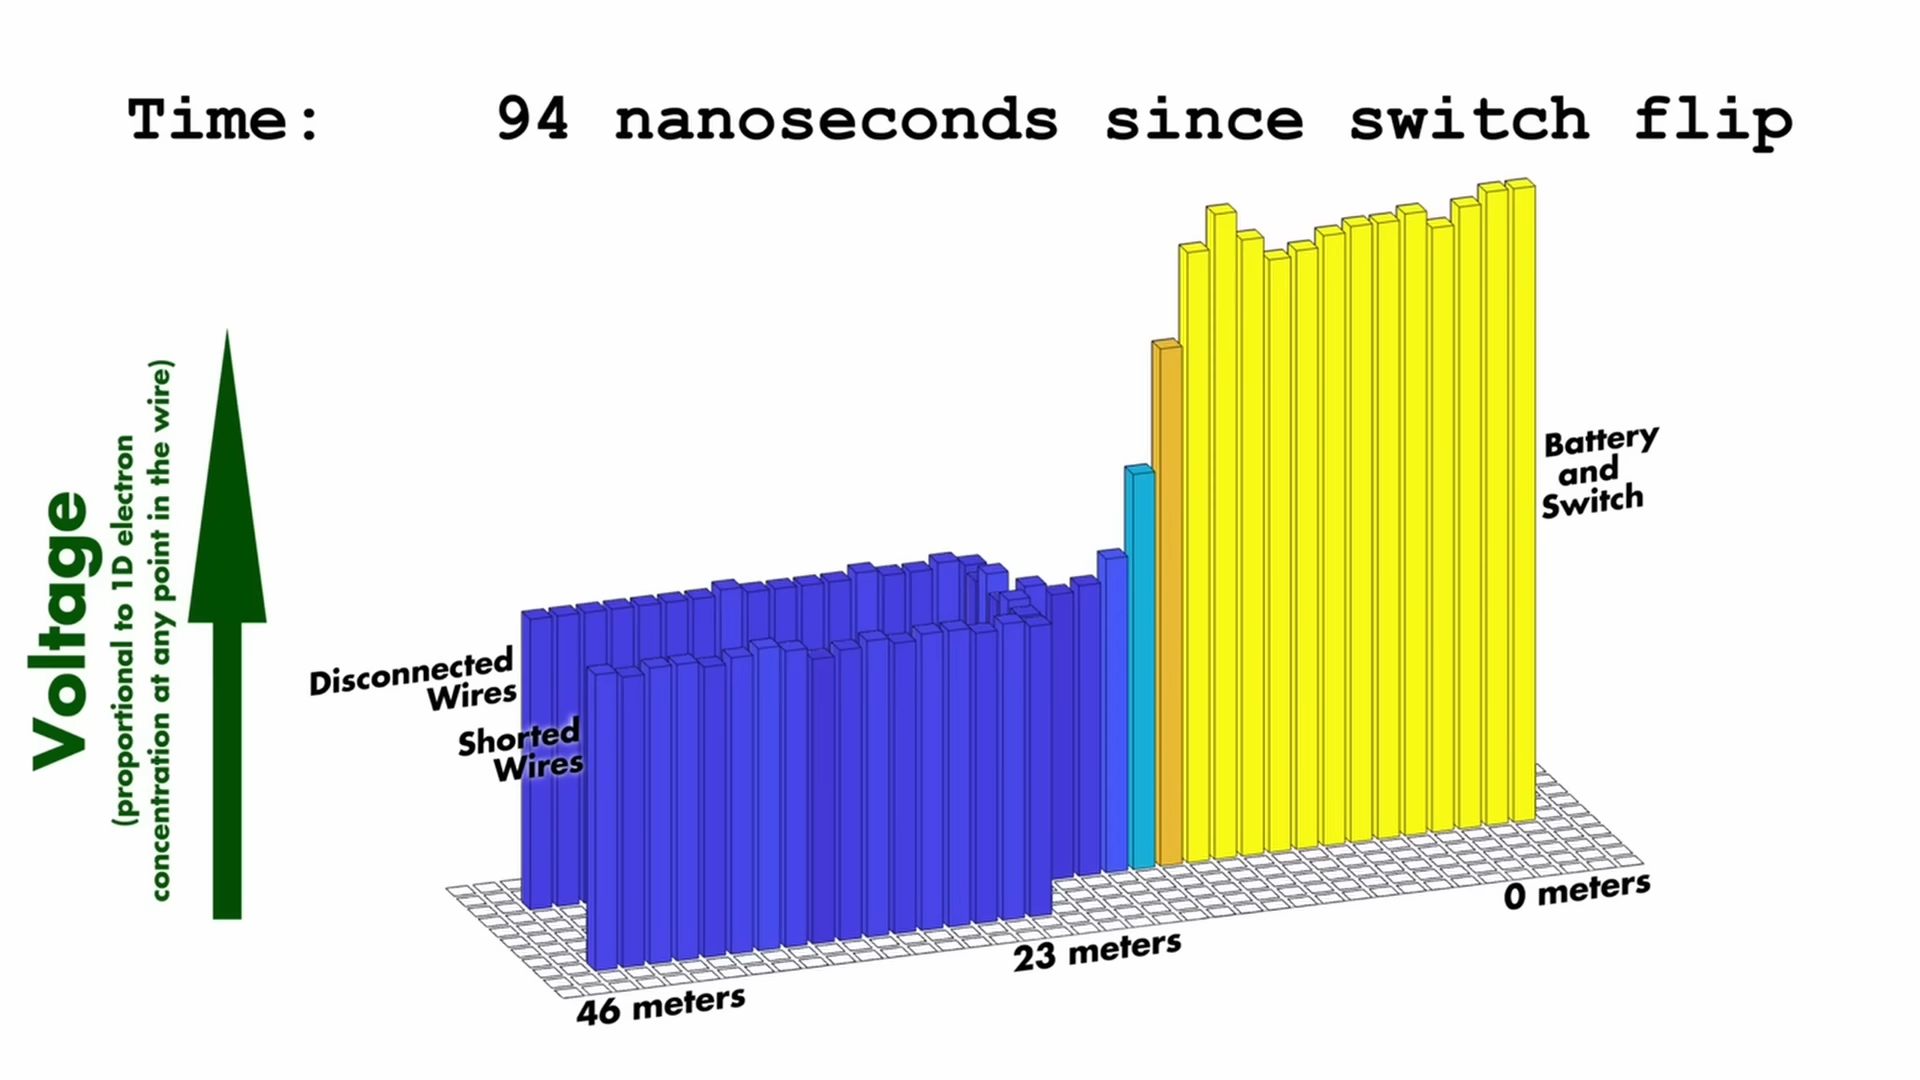 Time: 94 nanoseconds since switch flip
Voltage
(proportional to 1D electron
concentration at any point in the wire)
Battery
and
Switch
Disconnected
Wires
Shorted
Wires
0 meters
23 meters
46 meters